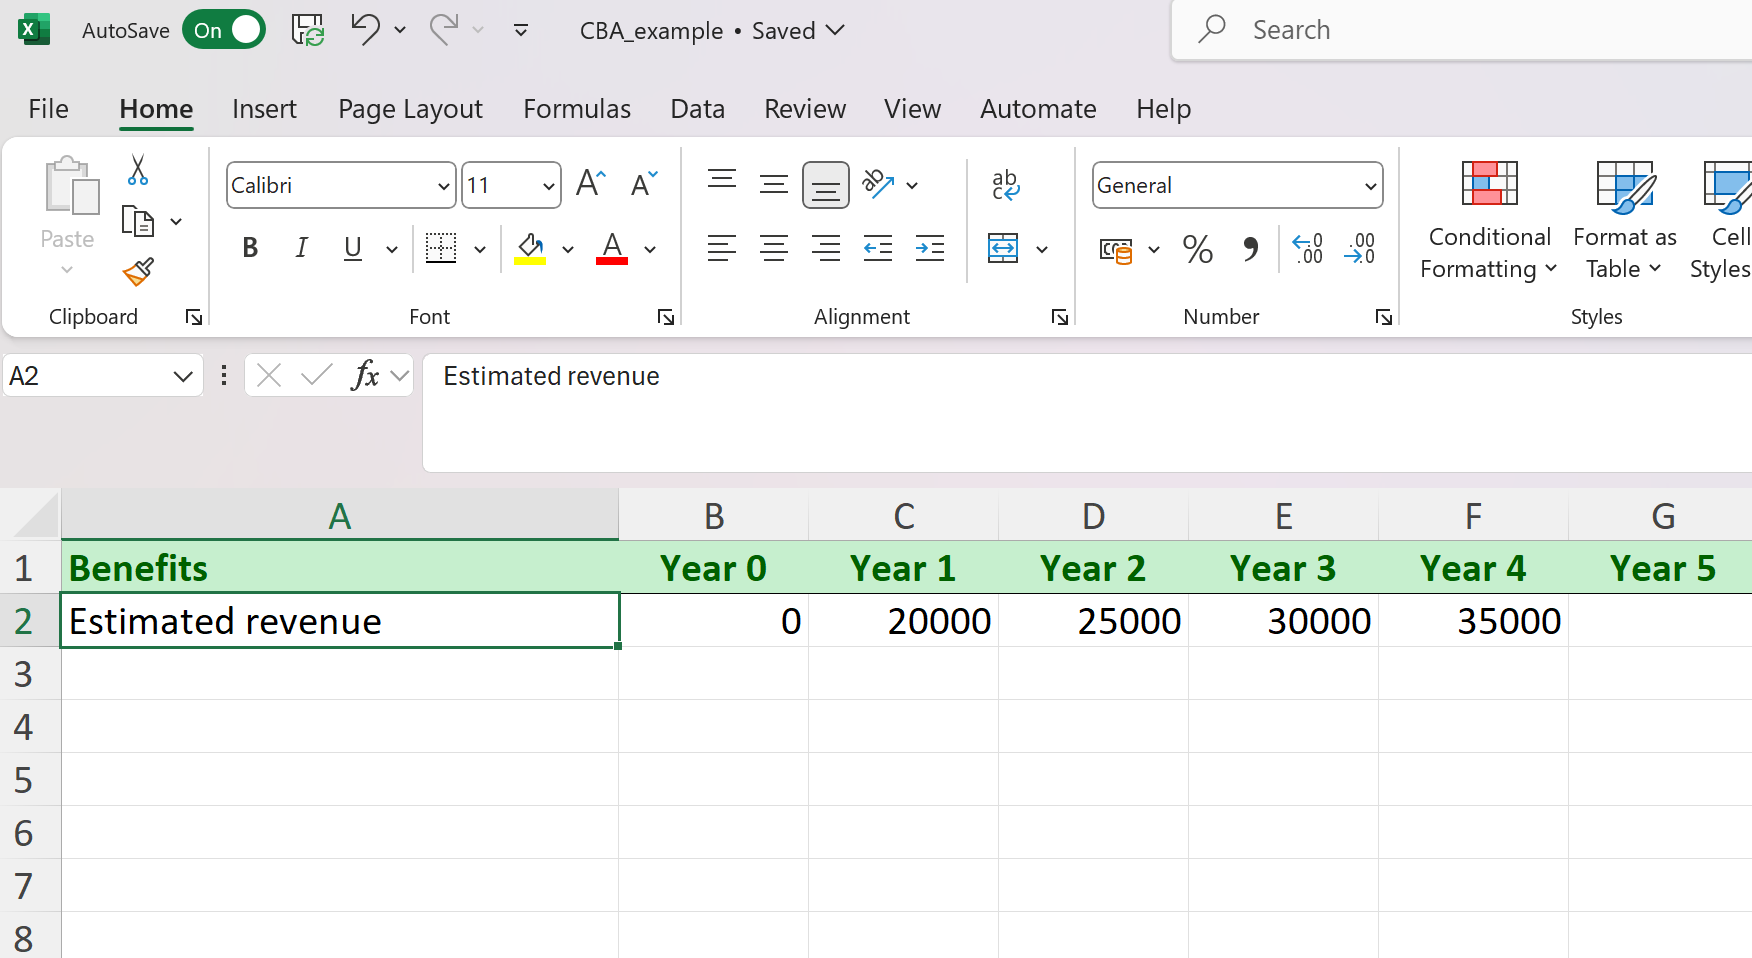 AutoSave On CBA_example • Saved Search
File Home Insert Page Layout Formulas Data Review View Automate Help
Paste
Calibri 11 General
Conditional Formatting
Format as Table
Cell Styles
Clipboard Font Alignment Number Styles
A2 fx Estimated revenue
A B C D E F G
1 Benefits Year 0 Year 1 Year 2 Year 3 Year 4 Year 5
2 Estimated revenue 0 20000 25000 30000 35000
3
4
5
6
7
8